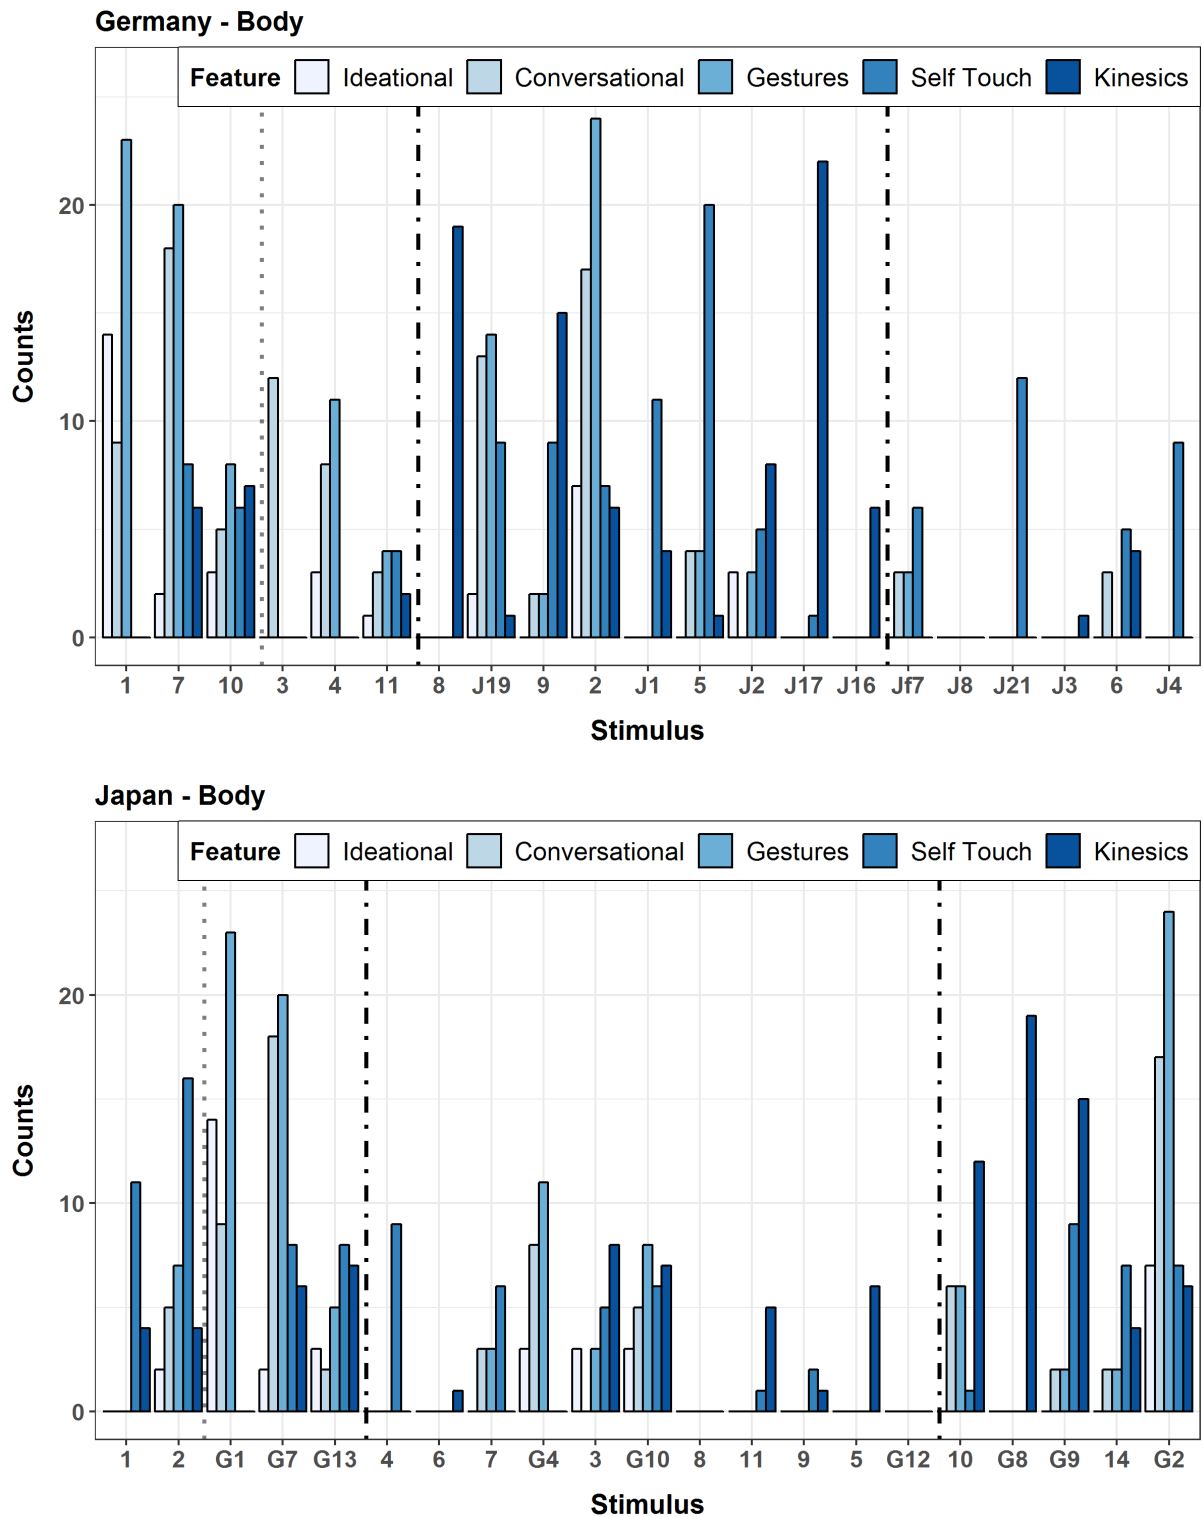 Germany - Body
Feature Ideational Conversational Gestures Self Touch Kinesics
20
10
0
Counts
1 7 10 3 4 11 8 J19 9 2 J1 5 J2 J17 J16 Jf7 J8 J21 J3 6 J4
Stimulus
Japan - Body
Feature Ideational Conversational Gestures Self Touch Kinesics
20
10
0
Counts
1 2 G1 G7 G13 4 6 7 G4 3 G10 8 11 9 5 G12 10 G8 G9 14 G2
Stimulus